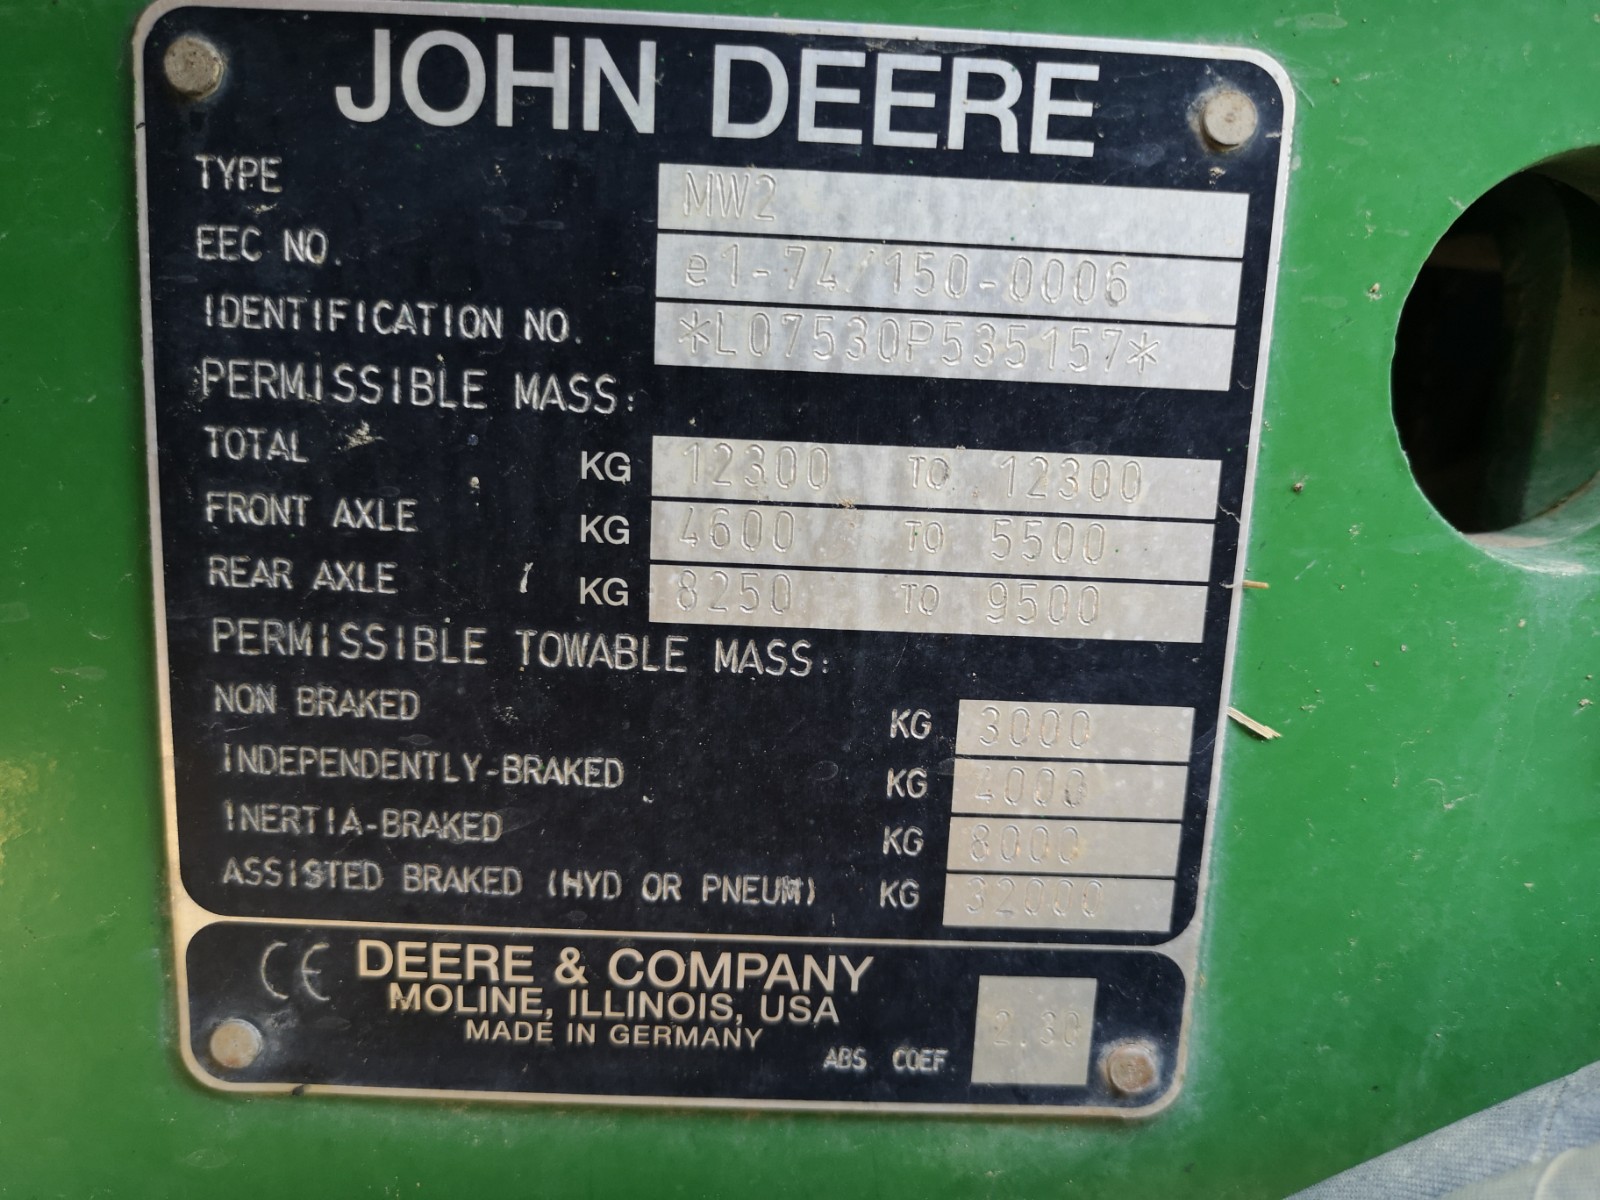 JOHN DEERE
TYPE MW2
EEC NO. e1-74/150-0006
IDENTIFICATION NO. *L07530P535157*
PERMISSIBLE MASS:
TOTAL KG 12300 TO 12300
FRONT AXLE KG 4600 TO 5500
REAR AXLE KG 8250 TO 9500
PERMISSIBLE TOWABLE MASS:
NON BRAKED KG 3000
INDEPENDENTLY-BRAKED KG 4000
INERTIA-BRAKED KG 8000
ASSISTED BRAKED (HYD OR PNEUM) KG 32000
CE DEERE & COMPANY
MOLINE, ILLINOIS, USA
MADE IN GERMANY
ABS. COEF. 2.30